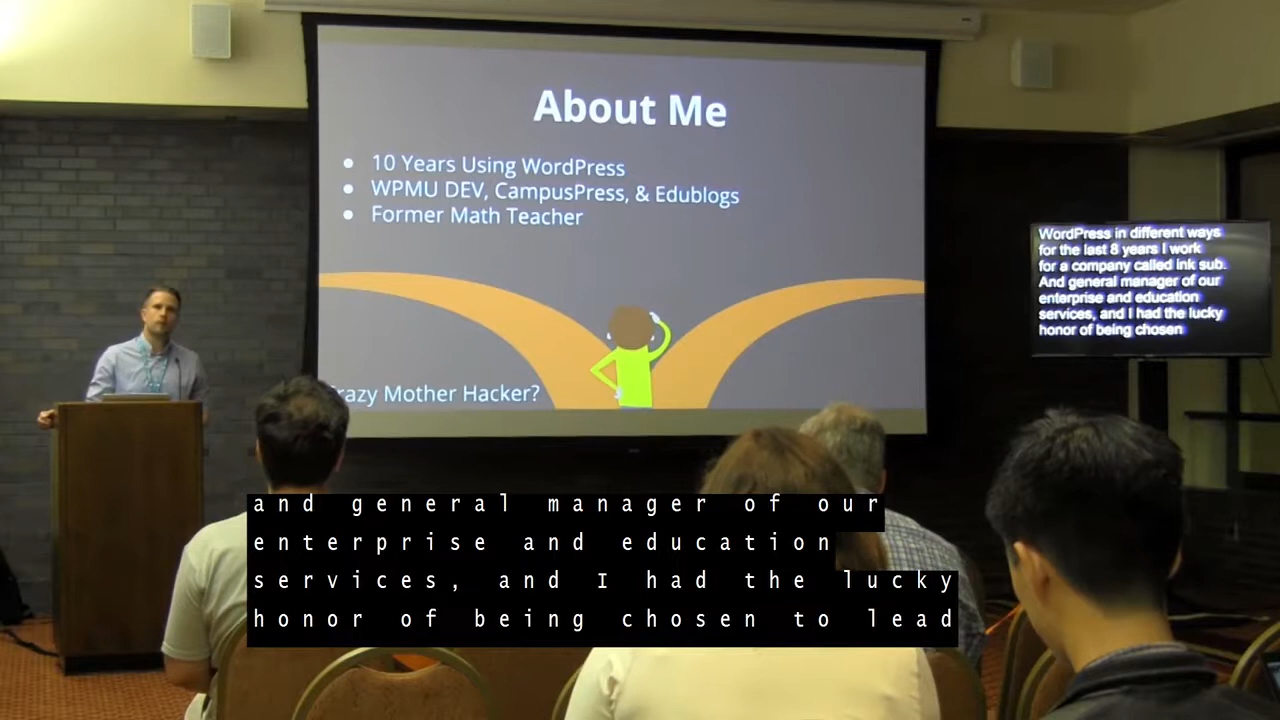 About Me
10 Years Using WordPress
WPMU DEV, CampusPress, & Edublogs
Former Math Teacher
razy Mother Hacker?
WordPress in different ways
for the last 8 years I work
for a company called ink sub.
And general manager of our
enterprise and education
services, and I had the lucky
honor of being chosen
and general manager of our
enterprise and education
services, and I had the lucky
honor of being chosen to lead